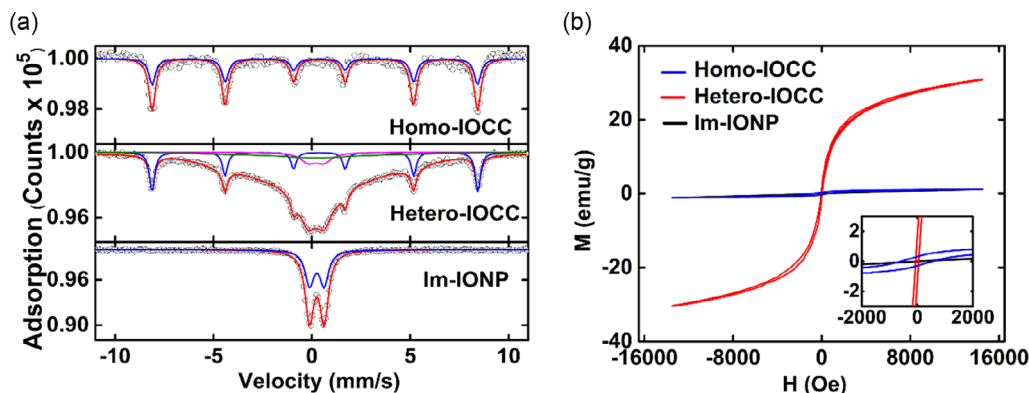 (a)
Adsorption (Counts x 10⁵)
1.00
0.98
Homo-IOCC
1.00
0.96
Hetero-IOCC
0.96
0.90
Im-IONP
-10 -5 0 5 10
Velocity (mm/s)
(b)
M (emu/g)
40
20
0
-20
-40
Homo-IOCC
Hetero-IOCC
Im-IONP
2
0
-2
-2000 0 2000
-16000 -8000 0 8000 16000
H (Oe)